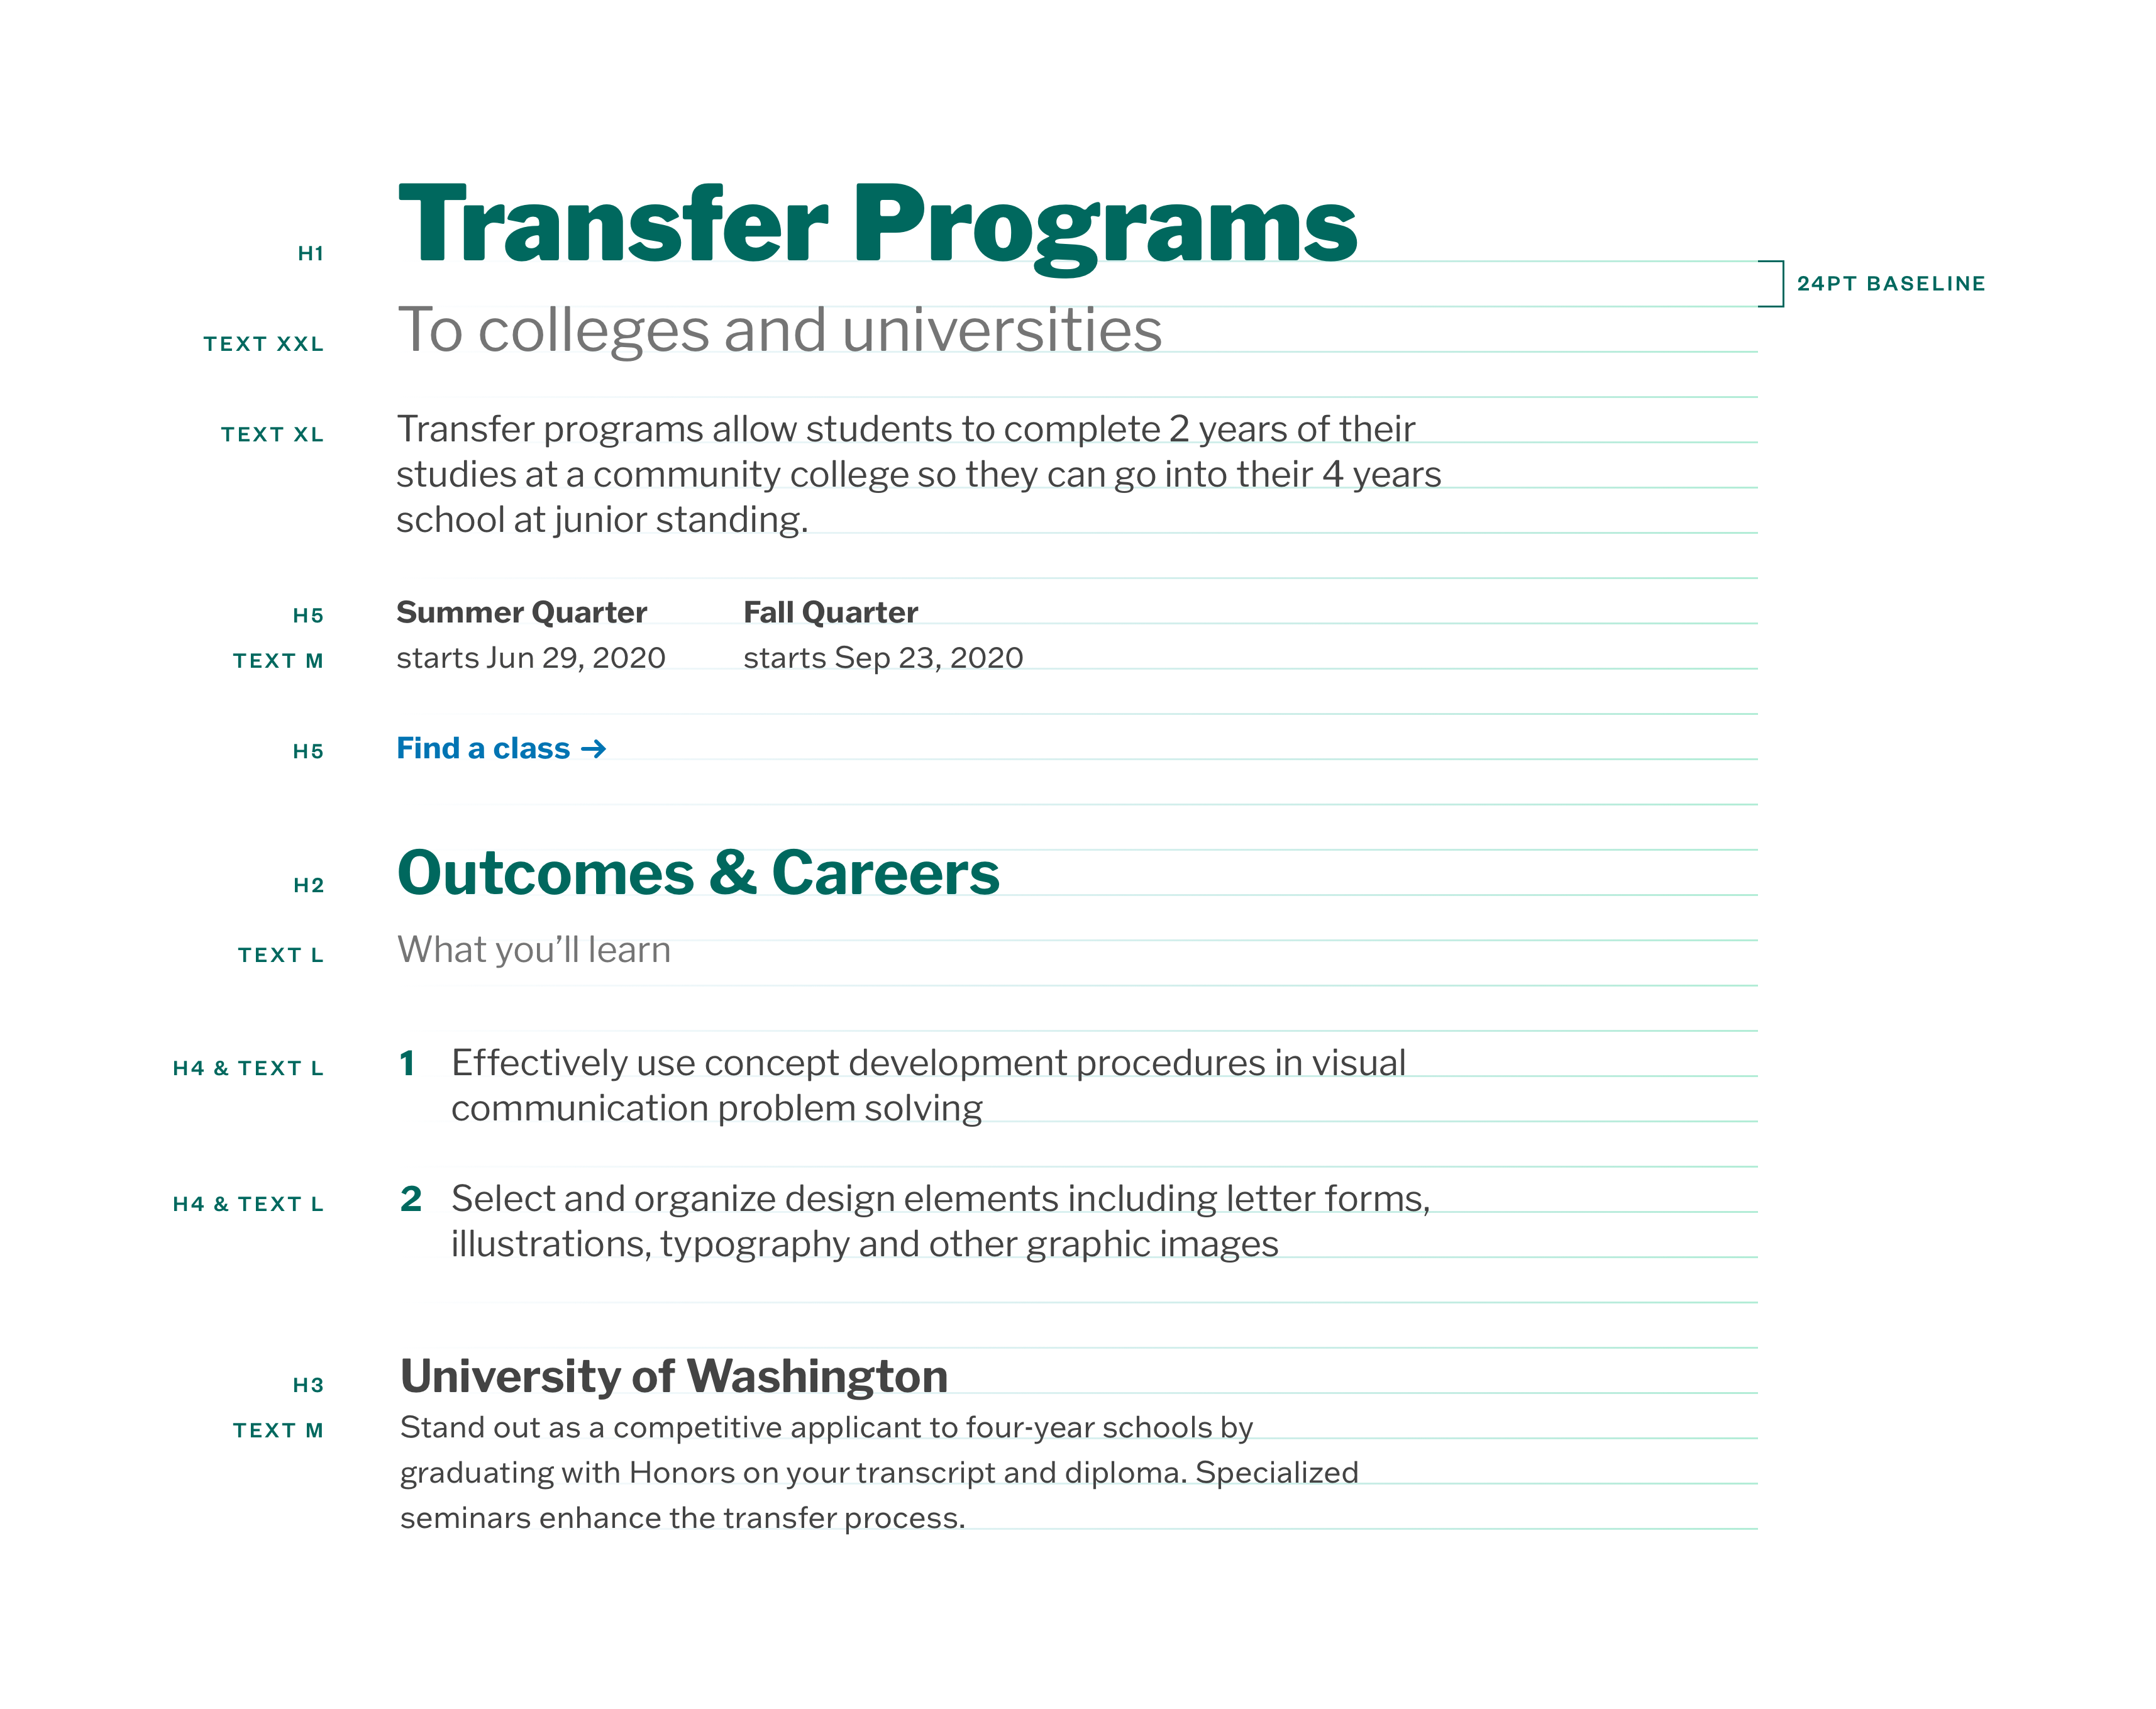 H1 Transfer Programs
24PT BASELINE
TEXT XXL To colleges and universities
TEXT XL Transfer programs allow students to complete 2 years of their
studies at a community college so they can go into their 4 years
school at junior standing.
H5 Summer Quarter Fall Quarter
TEXT M starts Jun 29, 2020 starts Sep 23, 2020
H5 Find a class →
H2 Outcomes & Careers
TEXT L What you’ll learn
H4 & TEXT L 1 Effectively use concept development procedures in visual
communication problem solving
H4 & TEXT L 2 Select and organize design elements including letter forms,
illustrations, typography and other graphic images
H3 University of Washington
TEXT M Stand out as a competitive applicant to four-year schools by
graduating with Honors on your transcript and diploma. Specialized
seminars enhance the transfer process.